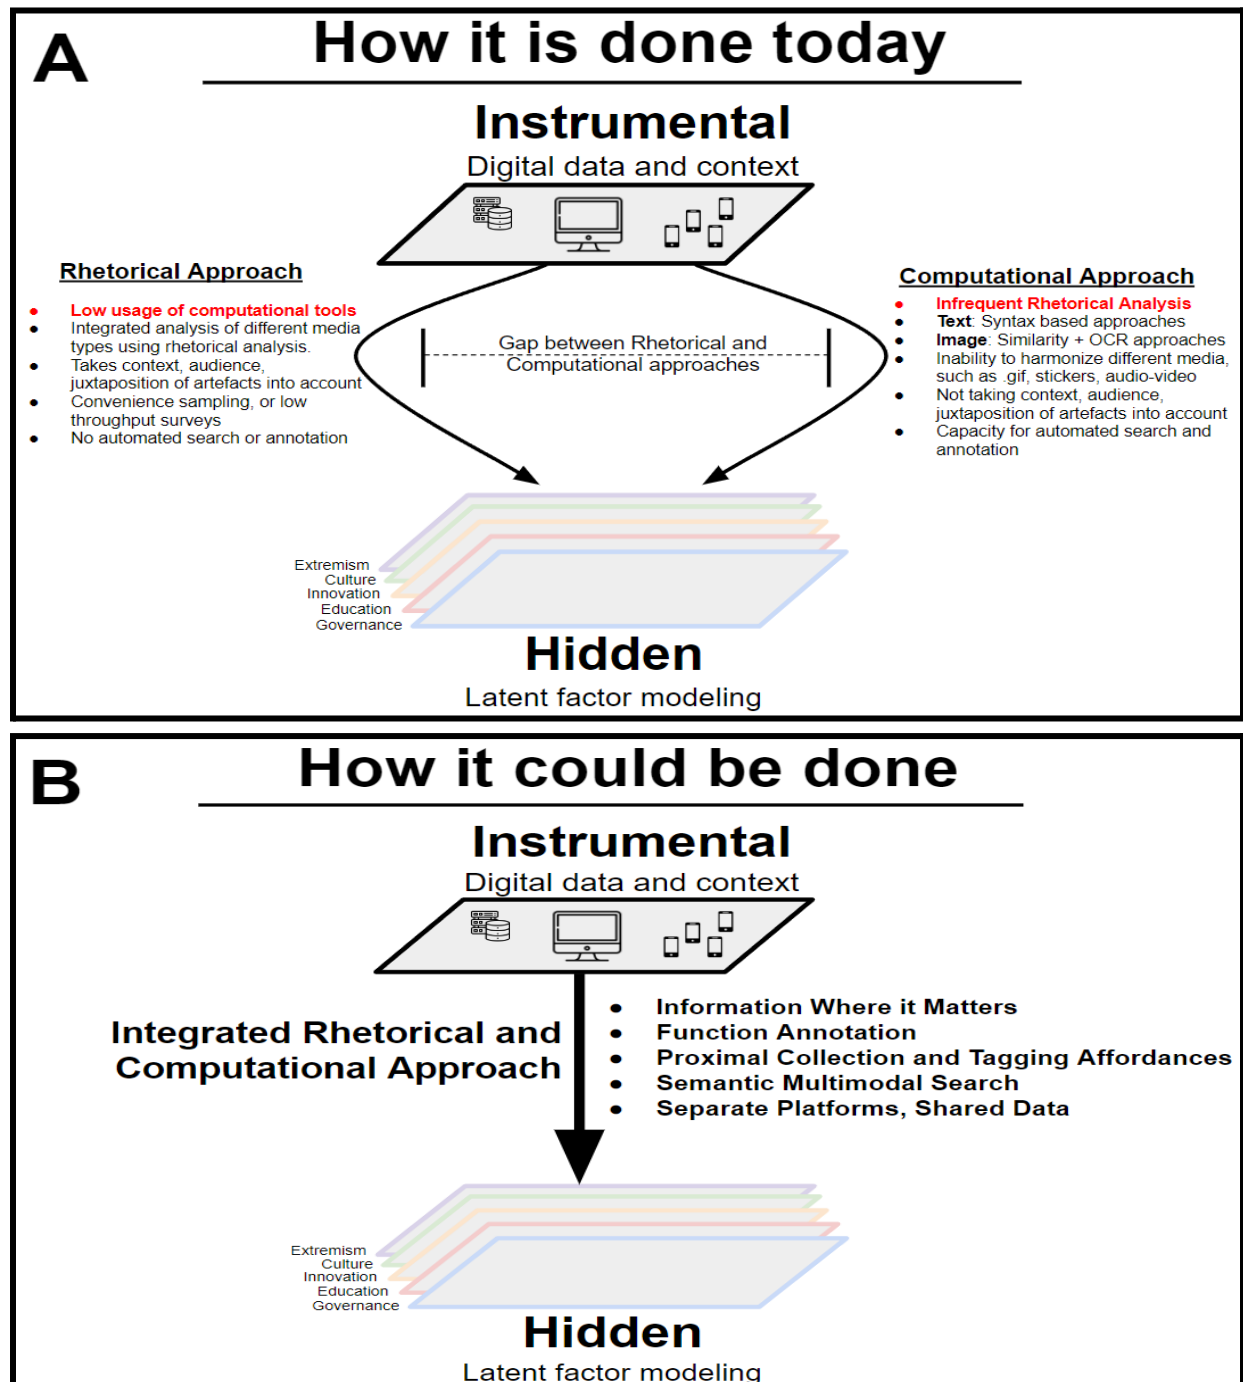 A
How it is done today
Instrumental
Digital data and context
Rhetorical Approach
● Low usage of computational tools
● Integrated analysis of different media
types using rhetorical analysis.
● Takes context, audience,
juxtaposition of artefacts into account
● Convenience sampling, or low
throughput surveys
● No automated search or annotation
Gap between Rhetorical and
Computational approaches
Computational Approach
● Infrequent Rhetorical Analysis
● Text: Syntax based approaches
● Image: Similarity + OCR approaches
● Inability to harmonize different media,
such as .gif, stickers, audio-video
● Not taking context, audience,
juxtaposition of artefacts into account
● Capacity for automated search and
annotation
Extremism
Culture
Innovation
Education
Governance
Hidden
Latent factor modeling
B
How it could be done
Instrumental
Digital data and context
Integrated Rhetorical and
Computational Approach
● Information Where it Matters
● Function Annotation
● Proximal Collection and Tagging Affordances
● Semantic Multimodal Search
● Separate Platforms, Shared Data
Extremism
Culture
Innovation
Education
Governance
Hidden
Latent factor modeling